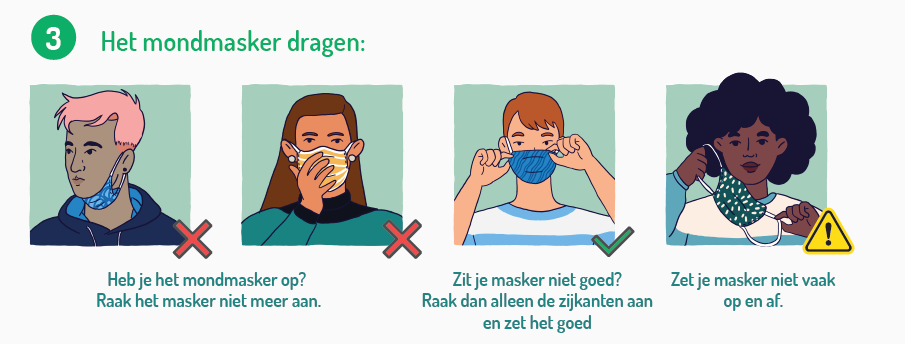 3
Het mondmasker dragen:
Heb je het mondmasker op?
Raak het masker niet meer aan.
Zit je masker niet goed?
Raak dan alleen de zijkanten aan
en zet het goed
Zet je masker niet vaak
op en af.